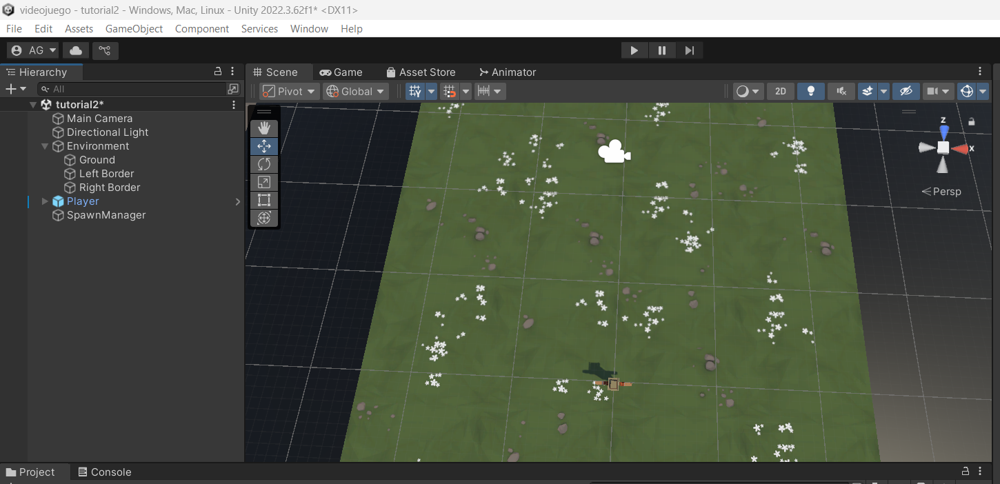 videojuego - tutorial2 - Windows, Mac, Linux - Unity 2022.3.62f1* <DX11>
File Edit Assets GameObject Component Services Window Help
AG
Hierarchy
All
tutorial2*
Main Camera
Directional Light
Environment
Ground
Left Border
Right Border
Player
SpawnManager
Scene Game Asset Store Animator
Pivot Global 2D
z
x
Persp
Project Console